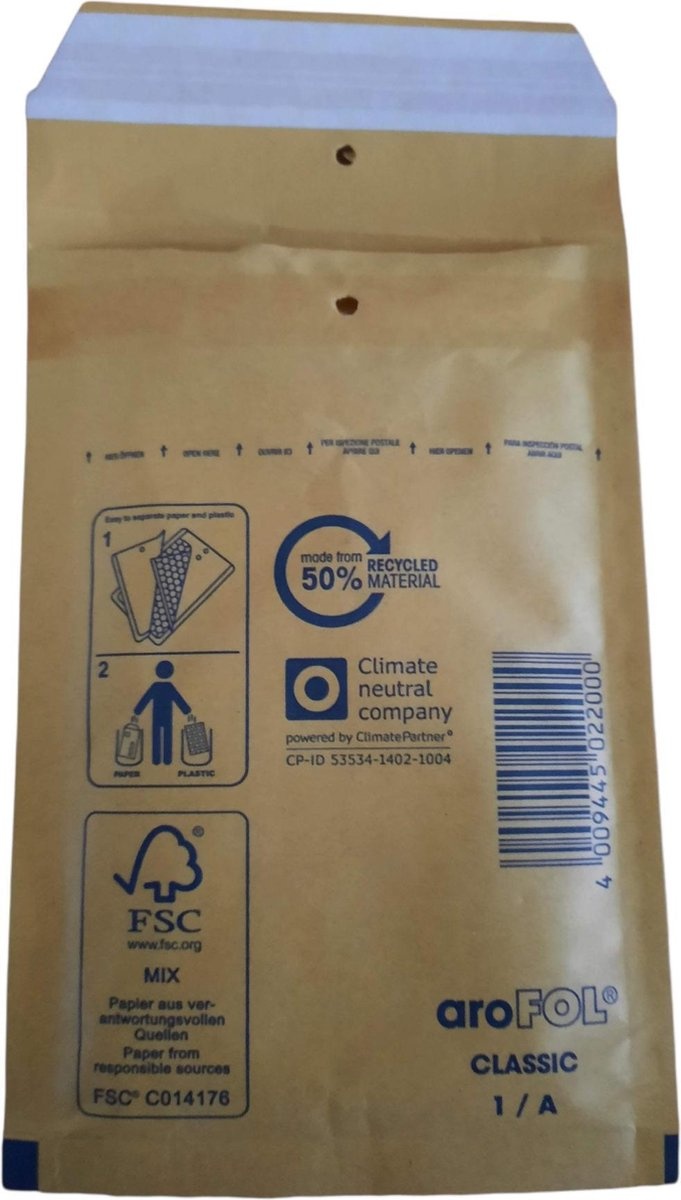 HIER ÖFFNEN
OPEN HERE
OUVRIR ICI
PER ISPEZIONE POSTALE
APRIRE QUI
HIER OPENEN
PARA INSPECCIÓN POSTAL
ABRIR AQUI
Easy to separate paper and plastic
1
2
PAPER
PLASTIC
made from
50% RECYCLED
MATERIAL
Climate
neutral
company
powered by ClimatePartner®
CP-ID 53534-1402-1004
4 009445 022000
®
FSC
www.fsc.org
MIX
Papier aus ver-
antwortungsvollen
Quellen
Paper from
responsible sources
FSC® C014176
aroFOL®
CLASSIC
1 / A